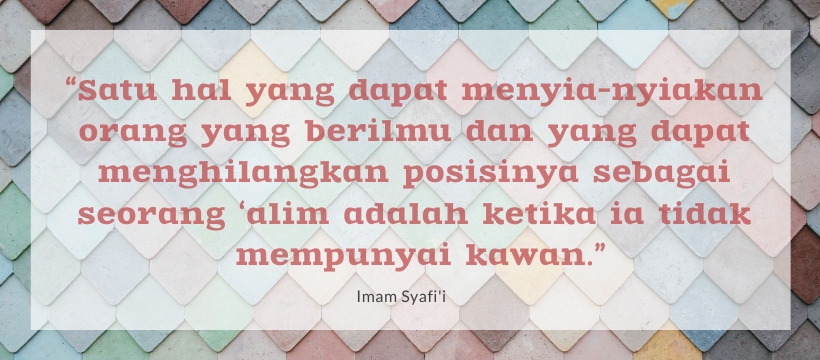 “Satu hal yang dapat menyia-nyiakan
orang yang berilmu dan yang dapat
menghilangkan posisinya sebagai
seorang ‘alim adalah ketika ia tidak
mempunyai kawan.”
Imam Syafi'i